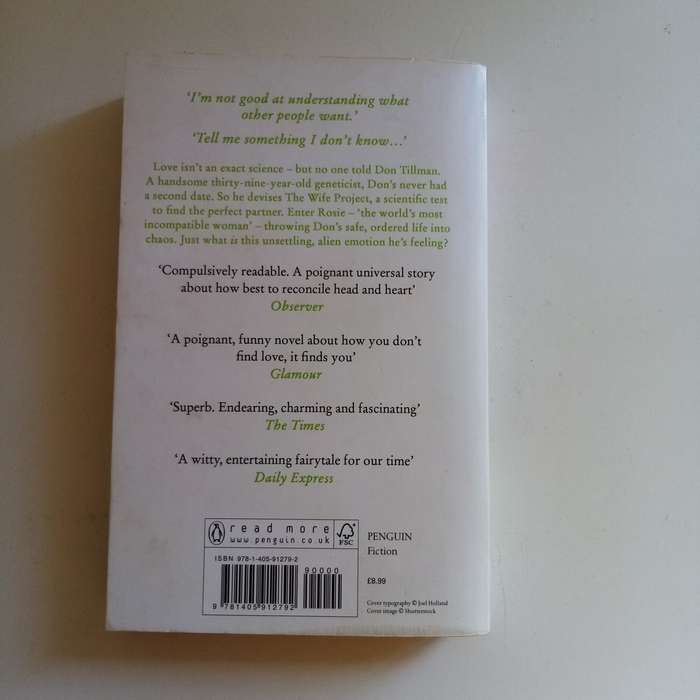 ‘I’m not good at understanding what
other people want.’
‘Tell me something I don’t know…’
Love isn’t an exact science – but no one told Don Tillman.
A handsome thirty-nine-year-old geneticist, Don’s never had
a second date. So he devises The Wife Project, a scientific test
to find the perfect partner. Enter Rosie – ‘the world’s most
incompatible woman’ – throwing Don’s safe, ordered life into
chaos. Just what is this unsettling, alien emotion he’s feeling?
‘Compulsively readable. A poignant universal story
about how best to reconcile head and heart’
Observer
‘A poignant, funny novel about how you don’t
find love, it finds you’
Glamour
‘Superb. Endearing, charming and fascinating’
The Times
‘A witty, entertaining fairytale for our time’
Daily Express
read more
www.penguin.co.uk
FSC
ISBN 978-1-405-91279-2
90000
9 781405 912792
PENGUIN
Fiction
£8.99
Cover typography © Joel Holland
Cover image © Shutterstock